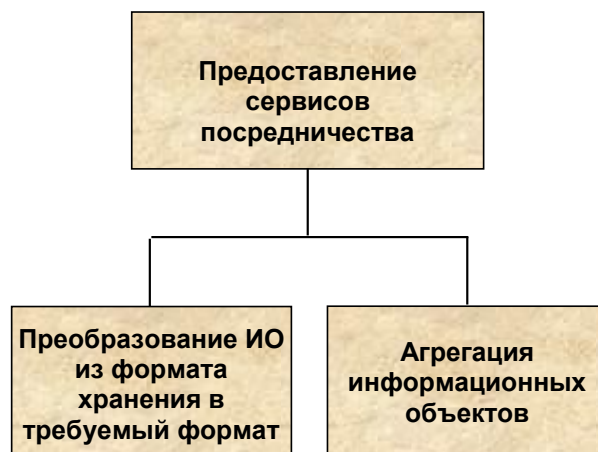 Предоставление
сервисов
посредничества
Преобразование ИО
из формата
хранения в
требуемый формат
Агрегация
информационных
объектов